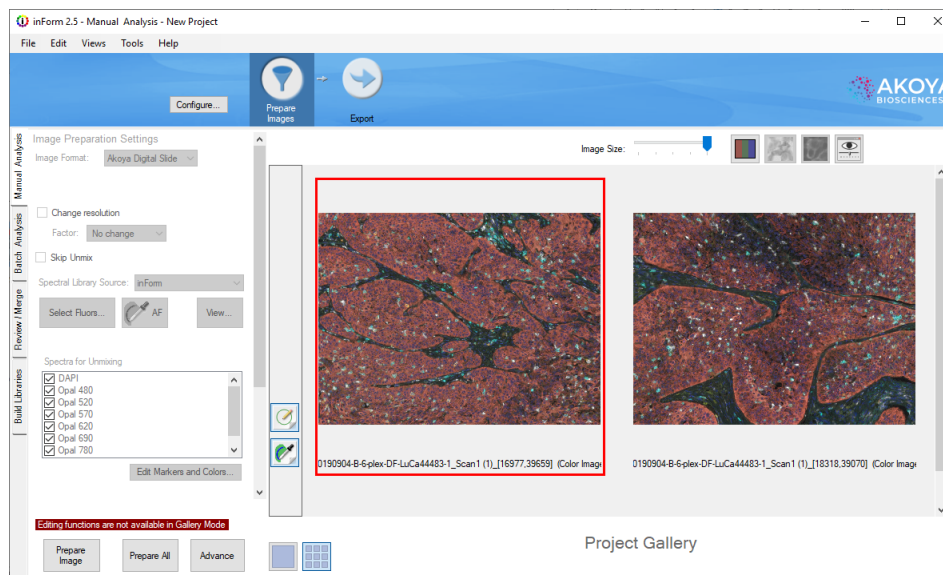 inForm 2.5 - Manual Analysis - New Project
File Edit Views Tools Help
Configure...
Prepare Images
Export
AKOYA
BIOSCIENCES
Manual Analysis
Batch Analysis
Review / Merge
Build Libraries
Image Preparation Settings
Image Format: Akoya Digital Slide
Change resolution
Factor: No change
Skip Unmix
Spectral Library Source: inForm
Select Fluors... AF View...
Spectra for Unmixing
DAPI
Opal 480
Opal 520
Opal 570
Opal 620
Opal 690
Opal 780
Edit Markers and Colors...
Editing functions are not available in Gallery Mode
Prepare Image
Prepare All
Advance
Image Size:
0190904-B-6-plex-DF-LuCa44483-1_Scan1 (1)_[16977,39659] (Color Image
0190904-B-6-plex-DF-LuCa44483-1_Scan1 (1)_[18318,39070] (Color Image
Project Gallery